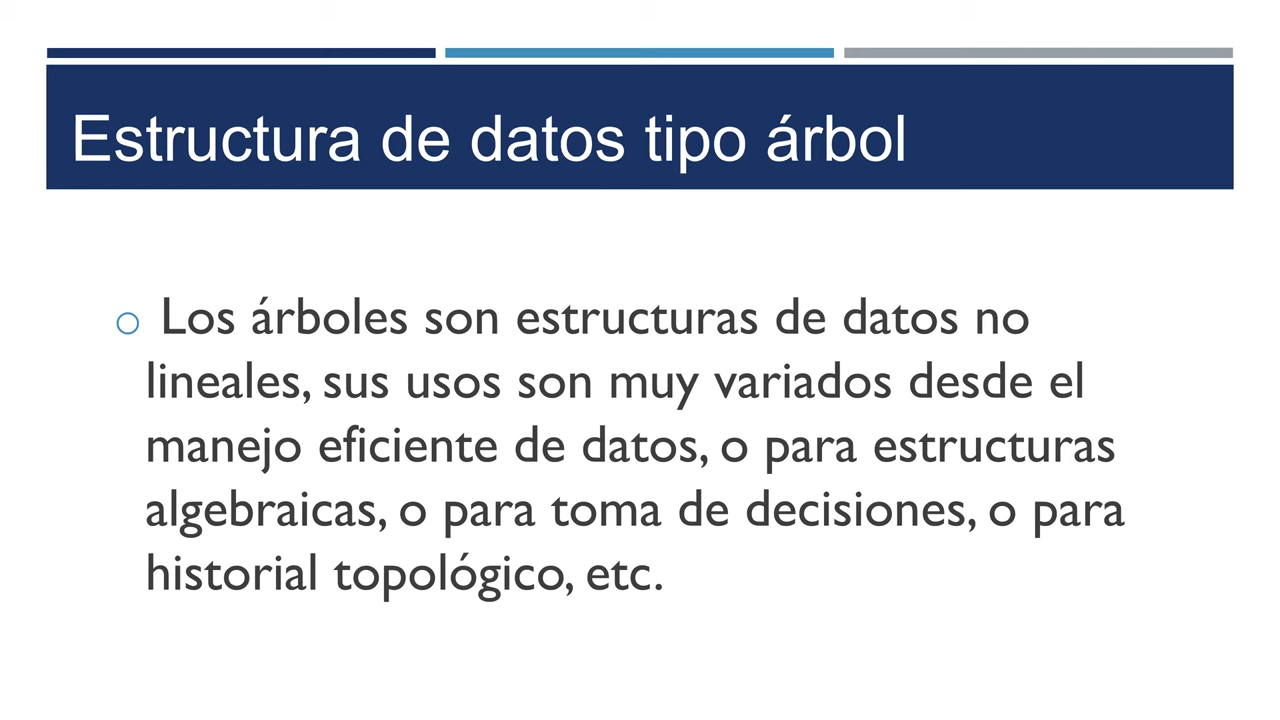 Estructura de datos tipo árbol
o Los árboles son estructuras de datos no
lineales, sus usos son muy variados desde el
manejo eficiente de datos, o para estructuras
algebraicas, o para toma de decisiones, o para
historial topológico, etc.